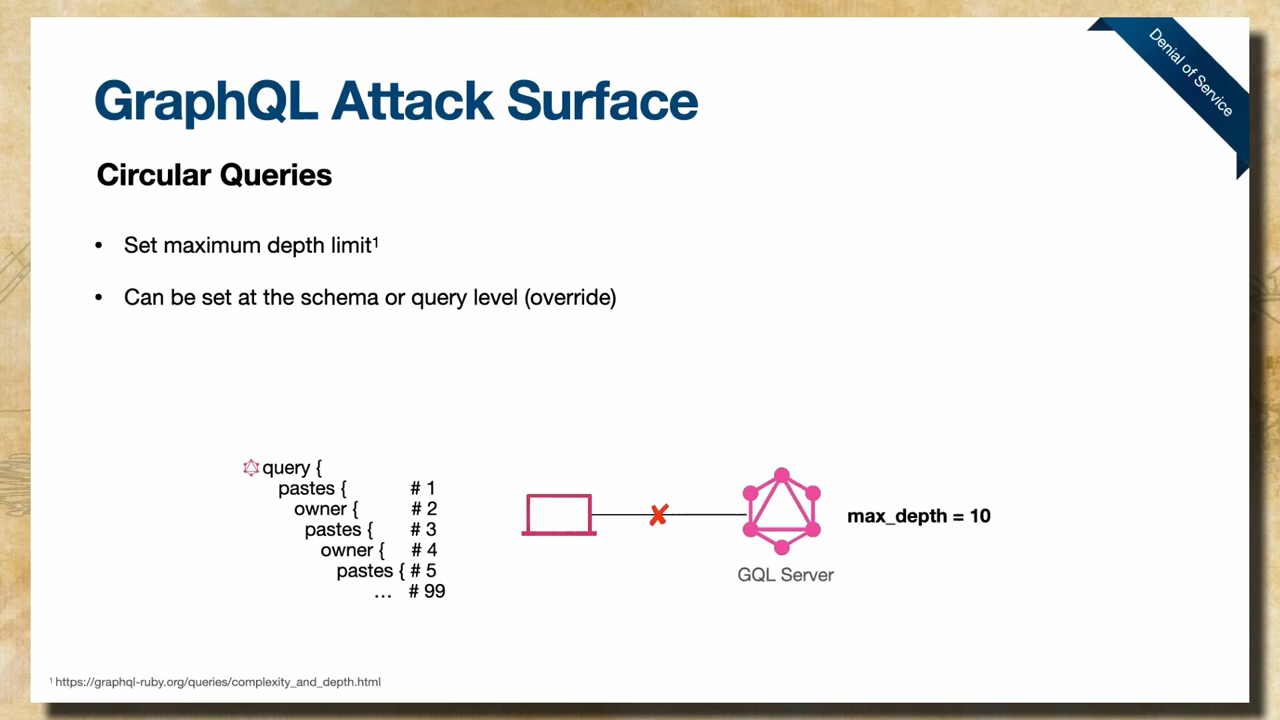 Denial of Service
GraphQL Attack Surface
Circular Queries
• Set maximum depth limit¹
• Can be set at the schema or query level (override)
query {
pastes { # 1
owner { # 2
pastes { # 3
owner { # 4
pastes { # 5
... # 99
max_depth = 10
GQL Server
¹ https://graphql-ruby.org/queries/complexity_and_depth.html